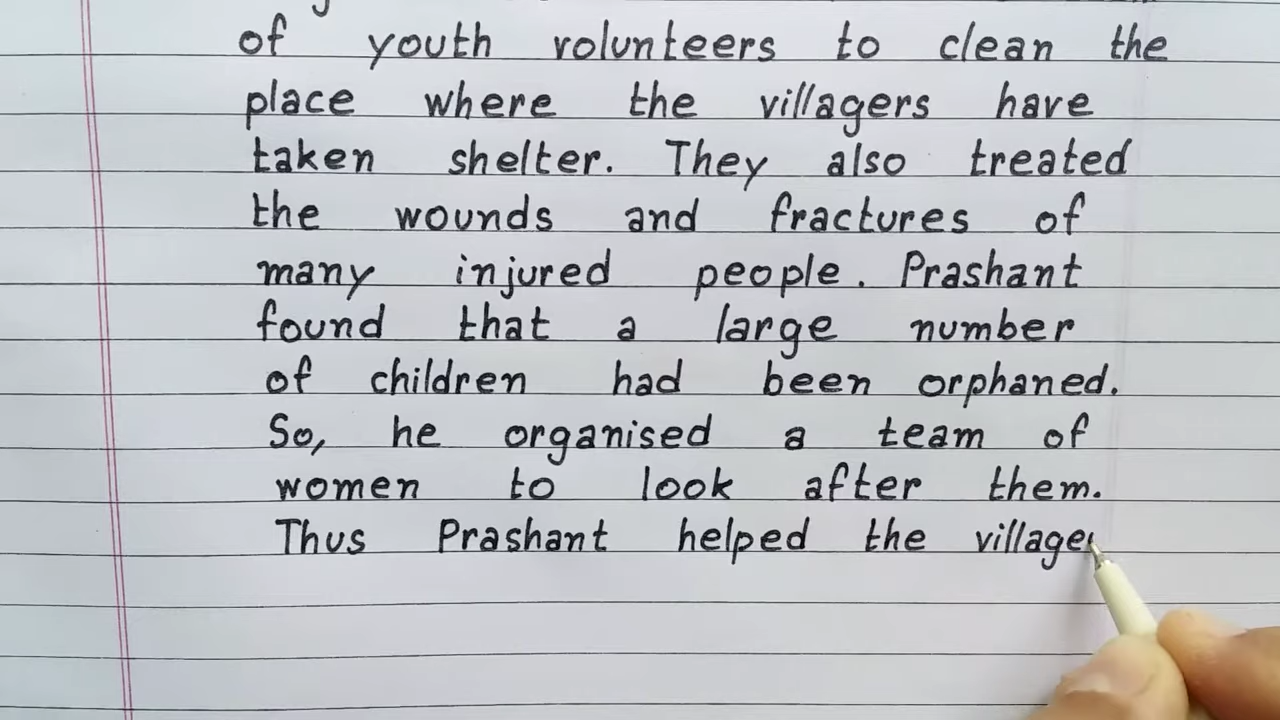 of youth volunteers to clean the
place where the villagers have
taken shelter. They also treated
the wounds and fractures of
many injured people. Prashant
found that a large number
of children had been orphaned.
So, he organised a team of
women to look after them.
Thus Prashant helped the